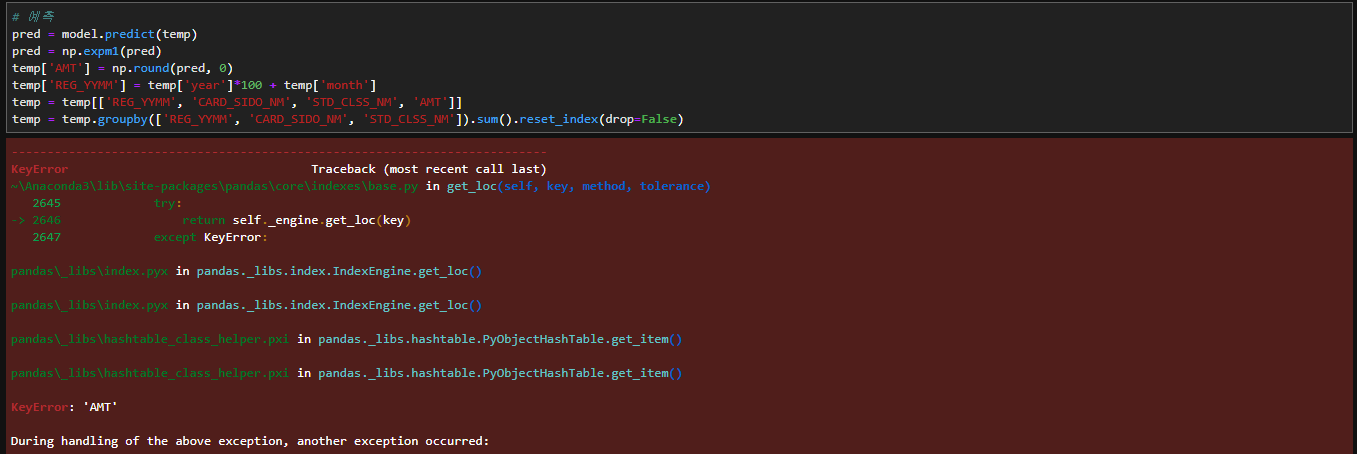 # 예측
pred = model.predict(temp)
pred = np.expm1(pred)
temp['AMT'] = np.round(pred, 0)
temp['REG_YYMM'] = temp['year']*100 + temp['month']
temp = temp[['REG_YYMM', 'CARD_SIDO_NM', 'STD_CLSS_NM', 'AMT']]
temp = temp.groupby(['REG_YYMM', 'CARD_SIDO_NM', 'STD_CLSS_NM']).sum().reset_index(drop=False)
---------------------------------------------------------------------------
KeyError                                  Traceback (most recent call last)
~\Anaconda3\lib\site-packages\pandas\core\indexes\base.py in get_loc(self, key, method, tolerance)
   2645             try:
-> 2646                 return self._engine.get_loc(key)
   2647             except KeyError:
pandas\_libs\index.pyx in pandas._libs.index.IndexEngine.get_loc()
pandas\_libs\index.pyx in pandas._libs.index.IndexEngine.get_loc()
pandas\_libs\hashtable_class_helper.pxi in pandas._libs.hashtable.PyObjectHashTable.get_item()
pandas\_libs\hashtable_class_helper.pxi in pandas._libs.hashtable.PyObjectHashTable.get_item()
KeyError: 'AMT'
During handling of the above exception, another exception occurred: